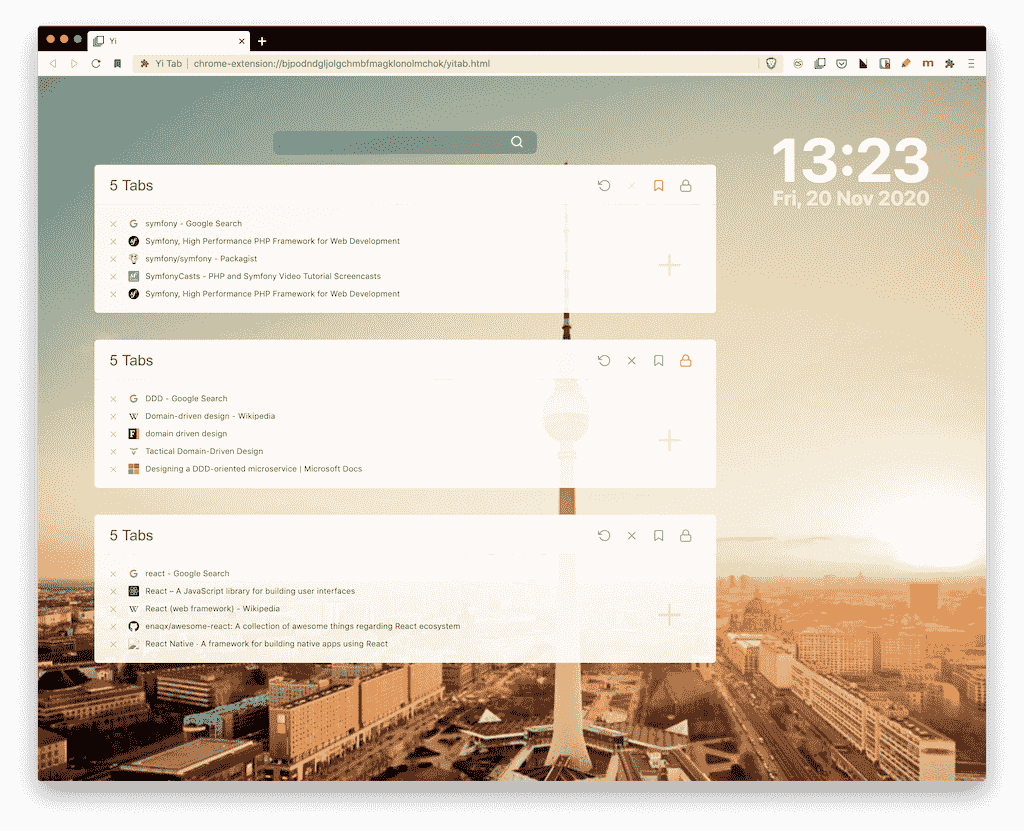 Yi
Yi Tab | chrome-extension://bjpodndgljolgchmbfmagklonolmchok/yitab.html
13:23
Fri, 20 Nov 2020
5 Tabs
symfony - Google Search
Symfony, High Performance PHP Framework for Web Development
symfony/symfony - Packagist
SymfonyCasts - PHP and Symfony Video Tutorial Screencasts
Symfony, High Performance PHP Framework for Web Development
5 Tabs
DDD - Google Search
Domain-driven design - Wikipedia
domain driven design
Tactical Domain-Driven Design
Designing a DDD-oriented microservice | Microsoft Docs
5 Tabs
react - Google Search
React – A JavaScript library for building user interfaces
React (web framework) - Wikipedia
enaqx/awesome-react: A collection of awesome things regarding React ecosystem
React Native · A framework for building native apps using React